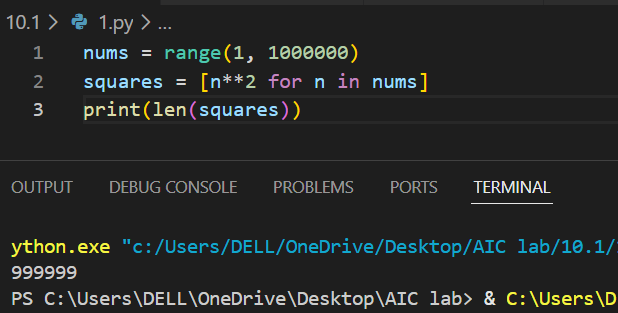 10.1 > 1.py > ...
1 nums = range(1, 1000000)
2 squares = [n**2 for n in nums]
3 print(len(squares))
OUTPUT DEBUG CONSOLE PROBLEMS PORTS TERMINAL
ython.exe "c:/Users/DELL/OneDrive/Desktop/AIC lab/10.1/
999999
PS C:\Users\DELL\OneDrive\Desktop\AIC lab> & C:\Users\D